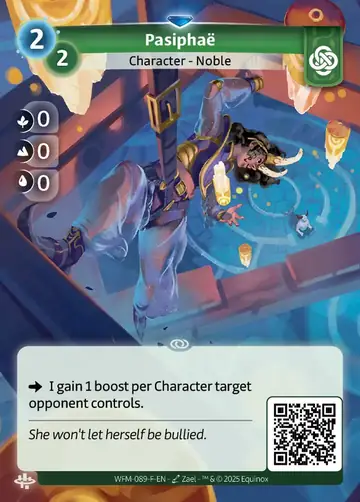 2
2
Pasiphaë
Character - Noble
0
0
0
➡ I gain 1 boost per Character target
opponent controls.
She won't let herself be bullied.
WFM-089-F-EN - Zael - ™ & © 2025 Equinox